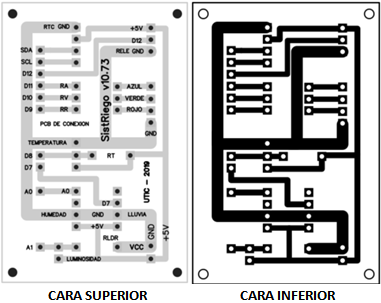 RTC GND +5V
D12
SDA RELE GND
SCL
D12
SistRiego v10.73
D11 RA AZUL
D10 RV VERDE
D9 RR ROJO
PCB DE CONEXION
GND
TEMPERATURA
D8 RT
D7
UTIC - 2019
A0 A0
D7
HUMEDAD GND LLUVIA
+5V
RLDR
A1 VCC GND
+5V
LUMINOSIDAD
CARA SUPERIOR CARA INFERIOR